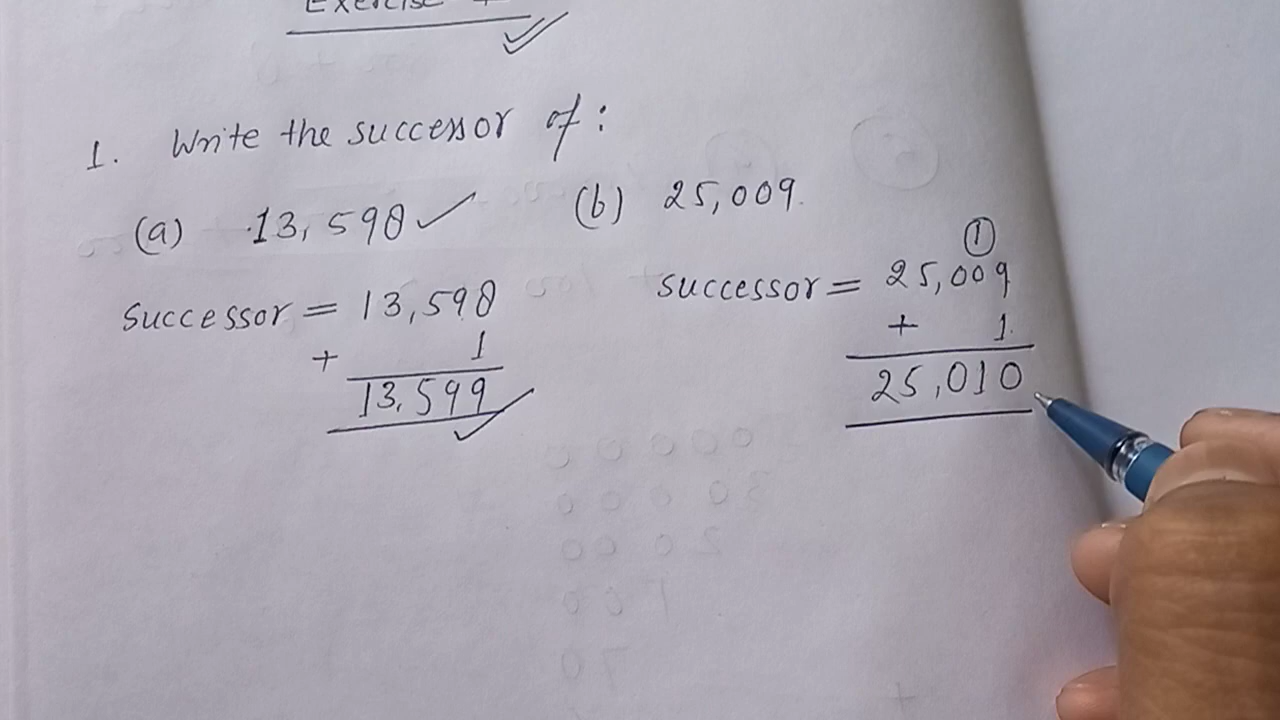 Exercise
1. Write the successor of :
(a) 13,598 (b) 25,009.
successor = 13,598
+ 1
13,599
1
successor = 25,009
+ 1.
25,010